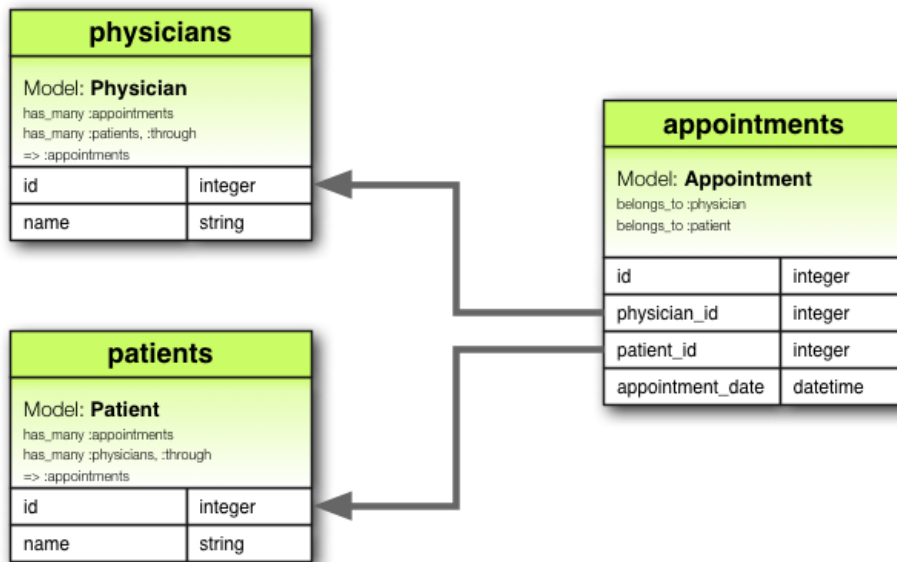 physicians
Model: Physician
has_many :appointments
has_many :patients, :through
=> :appointments
id integer
name string
appointments
Model: Appointment
belongs_to :physician
belongs_to :patient
id integer
physician_id integer
patient_id integer
appointment_date datetime
patients
Model: Patient
has_many :appointments
has_many :physicians, :through
=> :appointments
id integer
name string